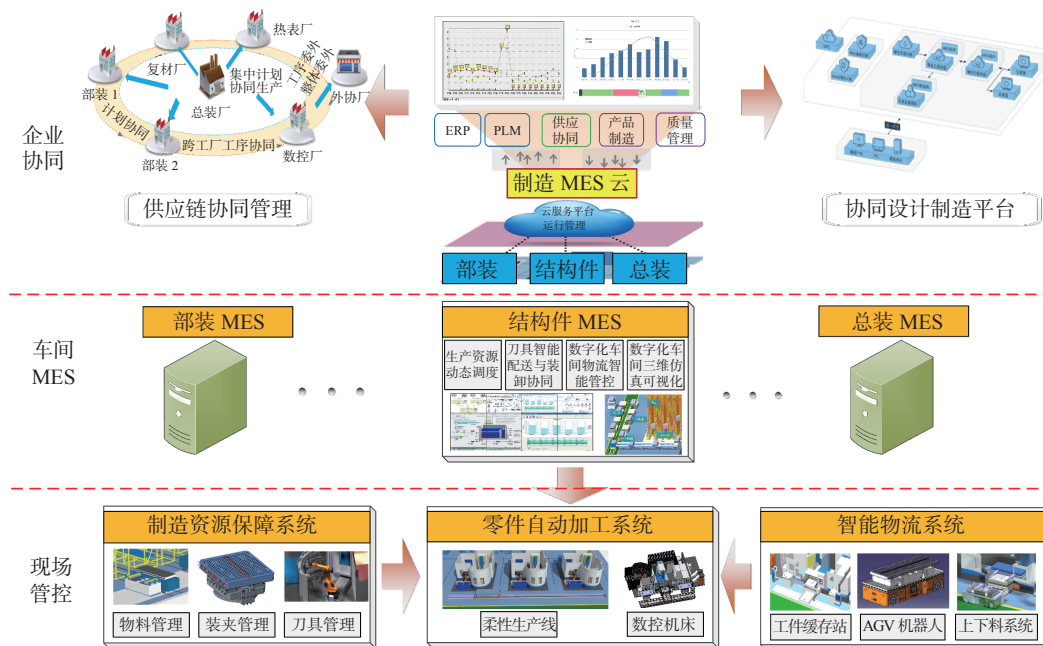 热表厂
复材厂
部装 1
总装厂
集中计划
协同生产
工序委外
整体委外
外协厂
计划协同
部装 2
跨工厂工序协同
数控厂
供应链协同管理
企业
协同
ERP
PLM
供应
协同
产品
制造
质量
管理
制造 MES 云
云服务平台
运行管理
部装
结构件
总装
协同设计制造平台
车间
MES
部装 MES
结构件 MES
总装 MES
生产资源
动态调度
刀具智能
配送与装
卸协同
数字化车
间物流智
能管控
数字化车
间三维仿
真可视化
现场
管控
制造资源保障系统
物料管理
装夹管理
刀具管理
零件自动加工系统
柔性生产线
数控机床
智能物流系统
工件缓存站
AGV 机器人
上下料系统